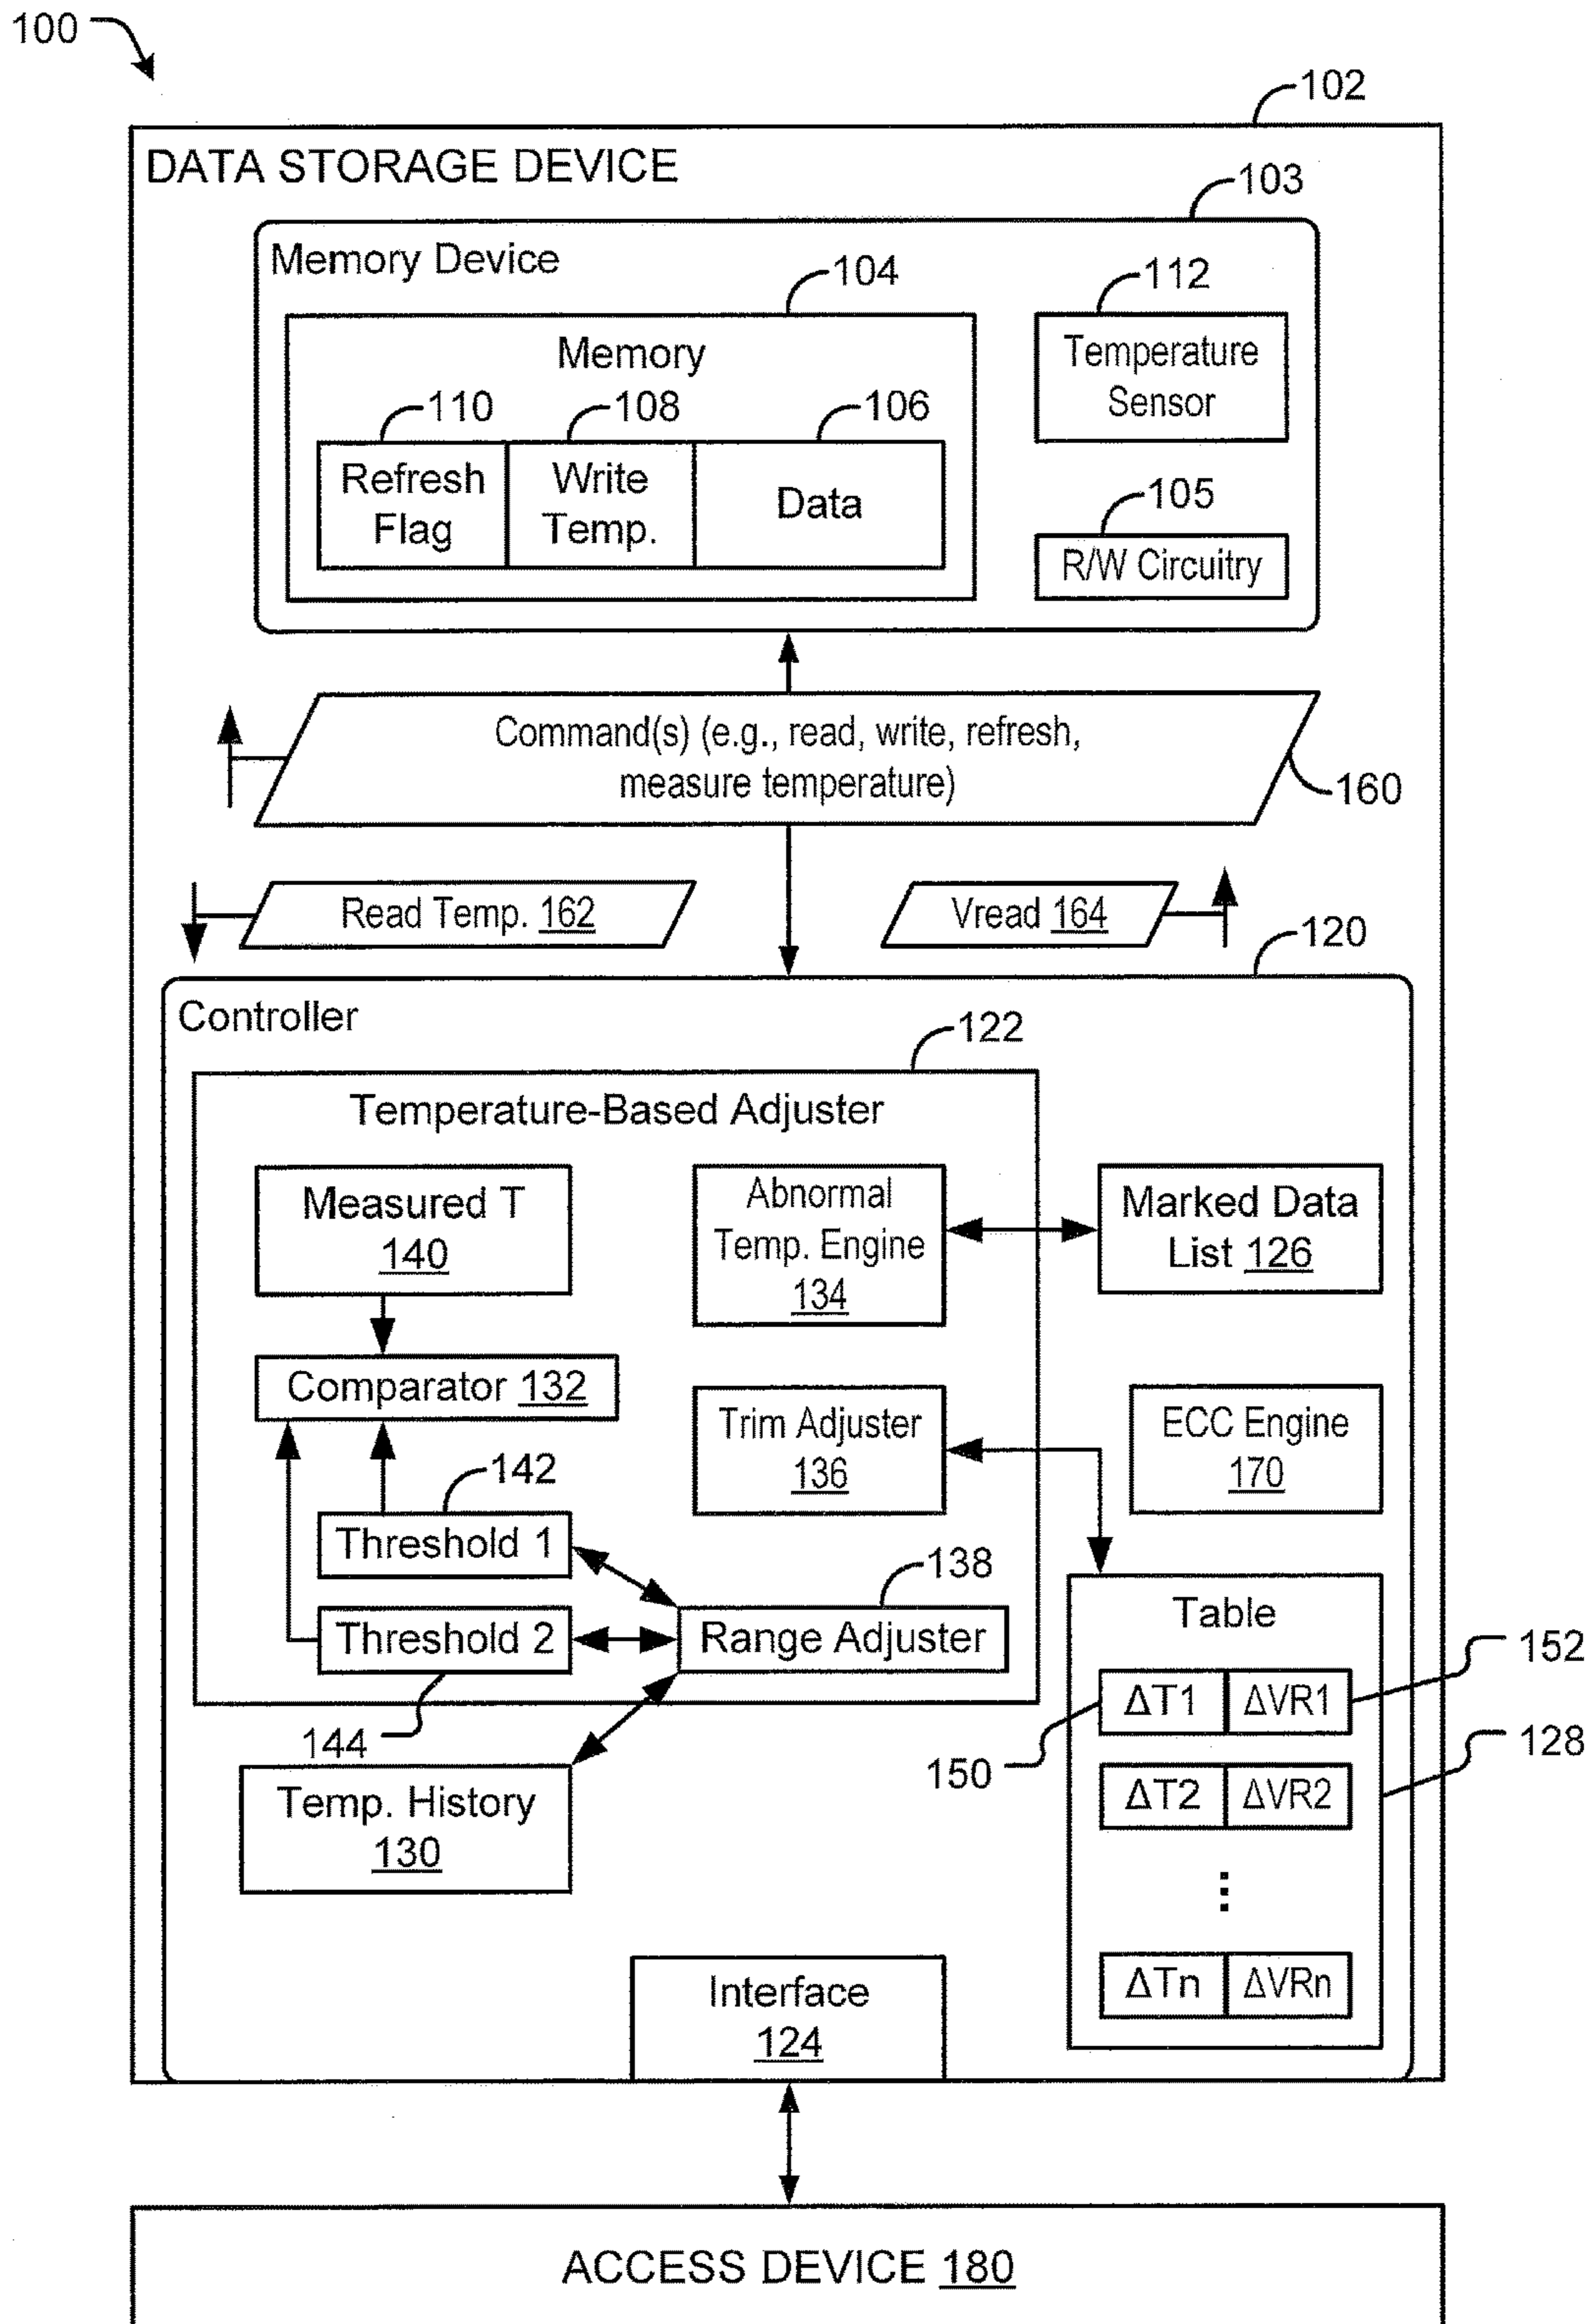 100
102
DATA STORAGE DEVICE
103
Memory Device
104
112
Memory
Temperature
Sensor
110
108
106
Refresh
Flag
Write
Temp.
Data
105
R/W Circuitry
Command(s) (e.g., read, write, refresh,
measure temperature)
160
Read Temp. 162
Vread 164
120
Controller
122
Temperature-Based Adjuster
Measured T
140
Abnormal
Temp. Engine
134
Marked Data
List 126
Comparator 132
Trim Adjuster
136
ECC Engine
170
142
Threshold 1
138
Threshold 2
Range Adjuster
144
Table
152
ΔT1
ΔVR1
150
128
ΔT2
ΔVR2
Temp. History
130
⋮
ΔTn
ΔVRn
Interface
124
ACCESS DEVICE 180